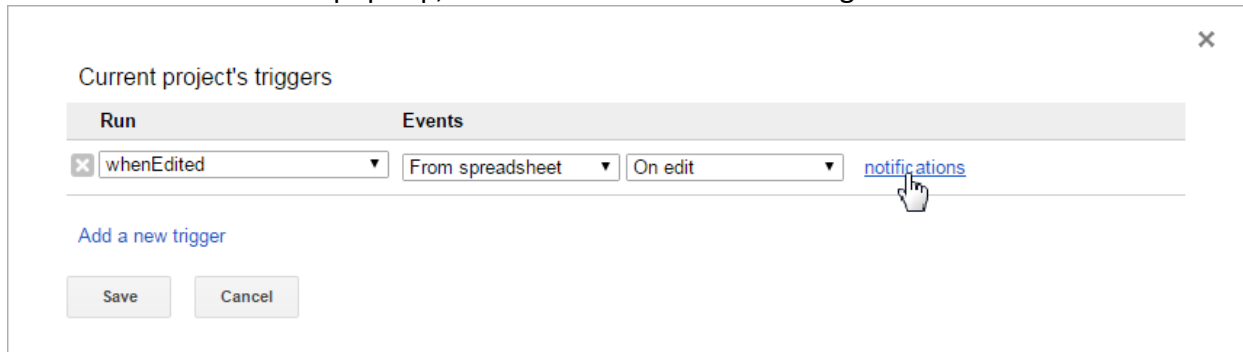 Current project's triggers
Run Events
whenEdited From spreadsheet On edit notifications
Add a new trigger
Save Cancel